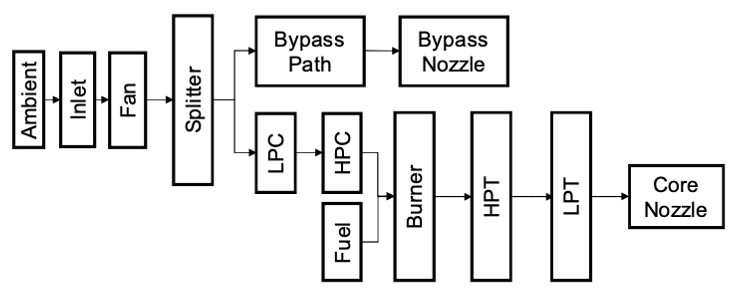 Ambient
Inlet
Fan
Splitter
Bypass
Path
Bypass
Nozzle
LPC
HPC
Fuel
Burner
HPT
LPT
Core
Nozzle